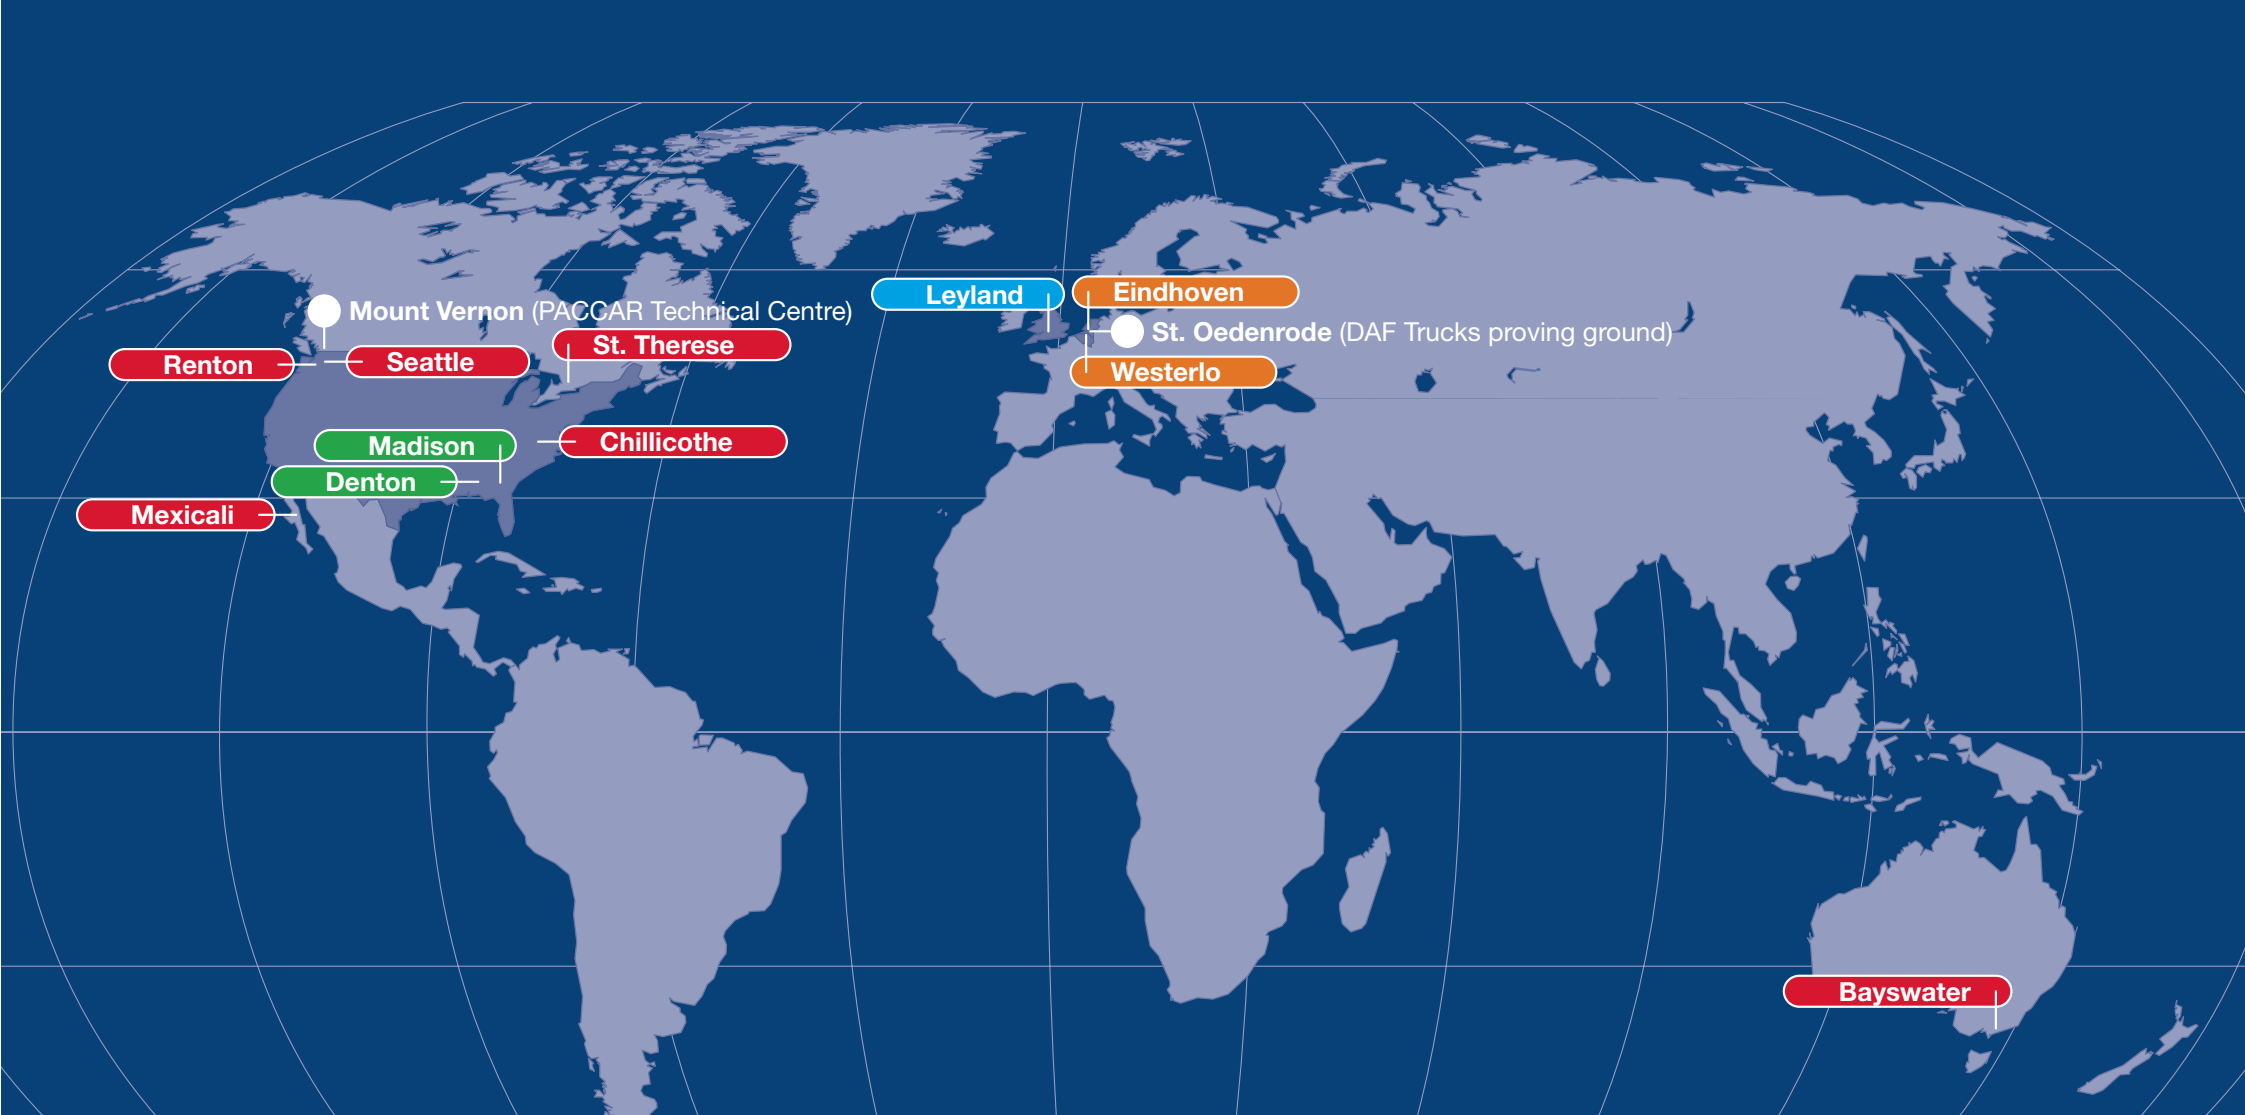 Leyland
Eindhoven
Mount Vernon (PACCAR Technical Centre)
St. Oedenrode (DAF Trucks proving ground)
St. Therese
Renton
Seattle
Westerlo
Madison
Chillicothe
Denton
Mexicali
Bayswater